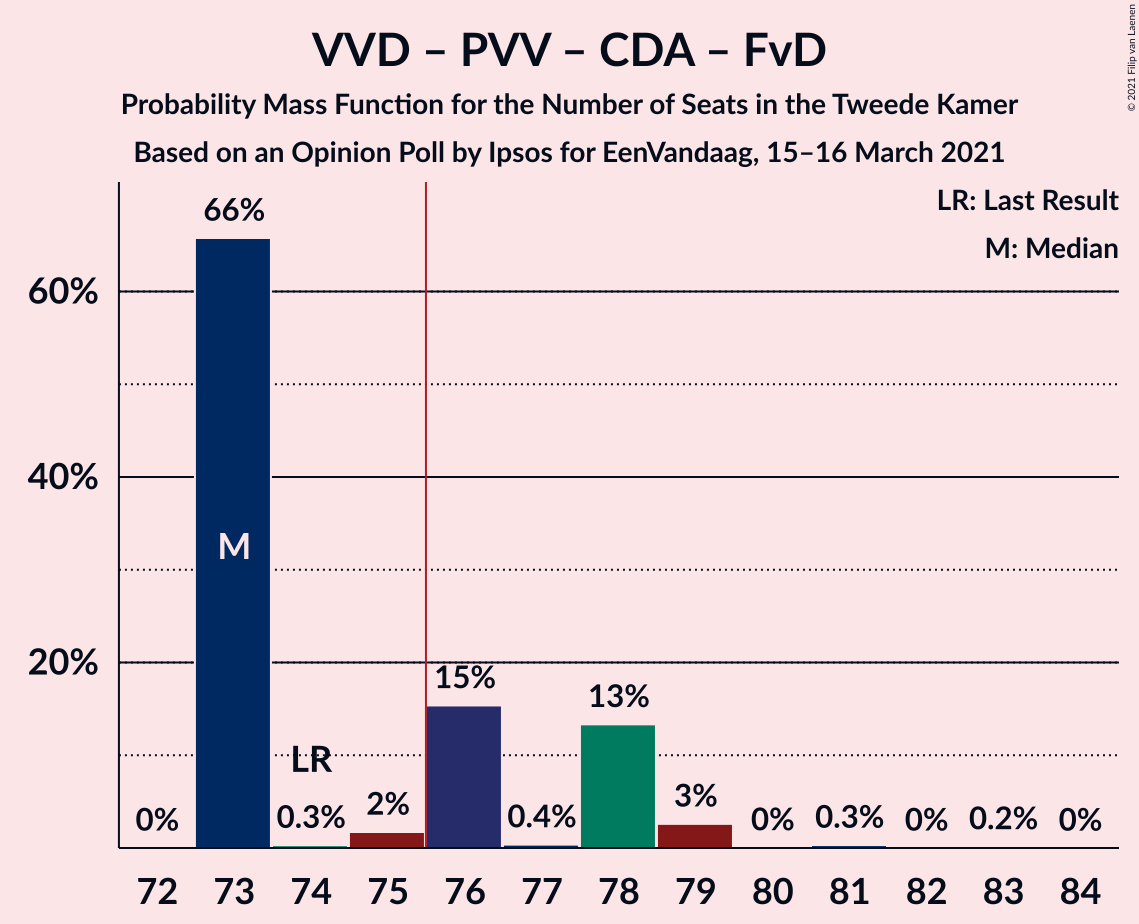 VVD – PVV – CDA – FvD
Probability Mass Function for the Number of Seats in the Tweede Kamer
Based on an Opinion Poll by Ipsos for EenVandaag, 15–16 March 2021
© 2021 Filip van Laenen
LR: Last Result
M: Median
60%
40%
20%
0%
66%
M
LR
0.3%
2%
15%
0.4%
13%
3%
0%
0.3%
0%
0.2%
0%
72 73 74 75 76 77 78 79 80 81 82 83 84